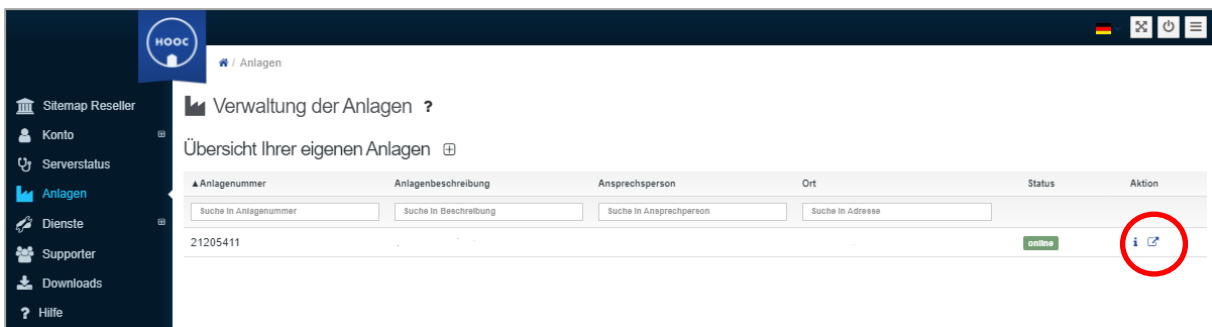 HOOC
/ Anlagen
Sitemap Reseller
Konto
Serverstatus
Anlagen
Dienste
Supporter
Downloads
? Hilfe
Verwaltung der Anlagen ?
Übersicht Ihrer eigenen Anlagen
▲Anlagenummer Anlagenbeschreibung Ansprechsperson Ort Status Aktion
Suche in Anlagenummer Suche in Beschreibung Suche in Ansprechperson Suche in Adresse
21205411 online i